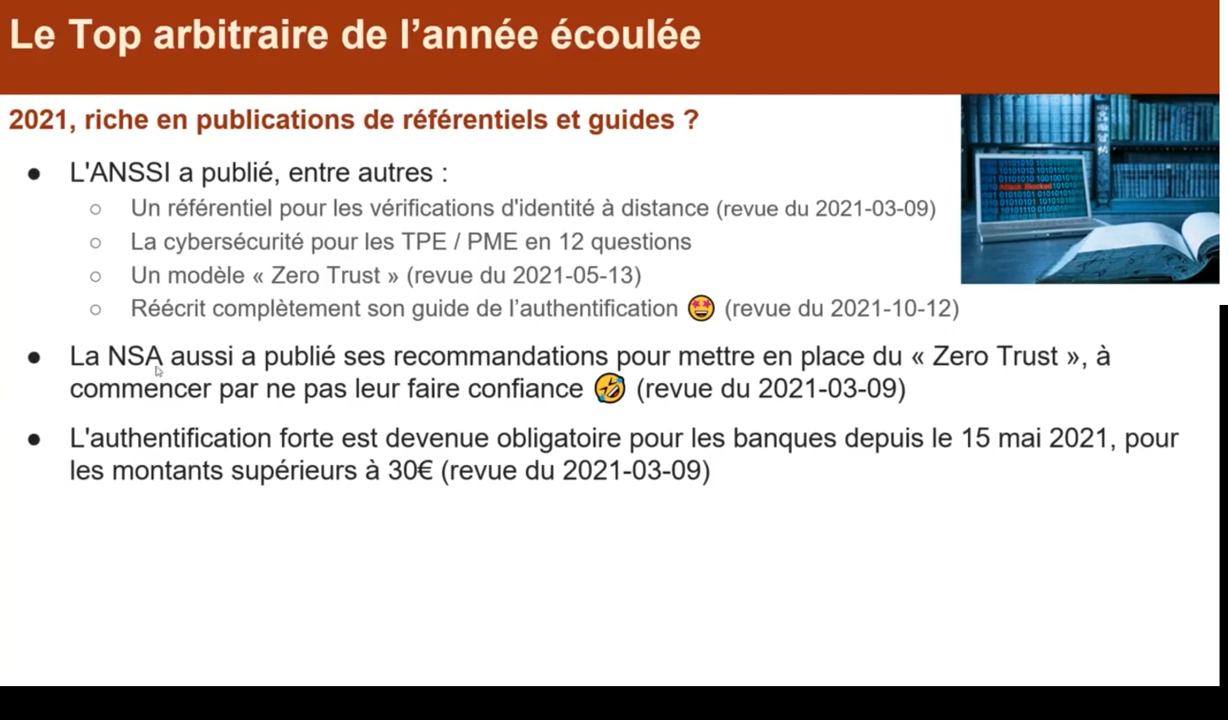 Le Top arbitraire de l'année écoulée
2021, riche en publications de référentiels et guides ?
● L'ANSSI a publié, entre autres :
○ Un référentiel pour les vérifications d'identité à distance (revue du 2021-03-09)
○ La cybersécurité pour les TPE / PME en 12 questions
○ Un modèle « Zero Trust » (revue du 2021-05-13)
○ Réécrit complètement son guide de l'authentification 🤩 (revue du 2021-10-12)
● La NSA aussi a publié ses recommandations pour mettre en place du « Zero Trust », à
commencer par ne pas leur faire confiance 🤣 (revue du 2021-03-09)
● L'authentification forte est devenue obligatoire pour les banques depuis le 15 mai 2021, pour
les montants supérieurs à 30€ (revue du 2021-03-09)
Attack Blocked